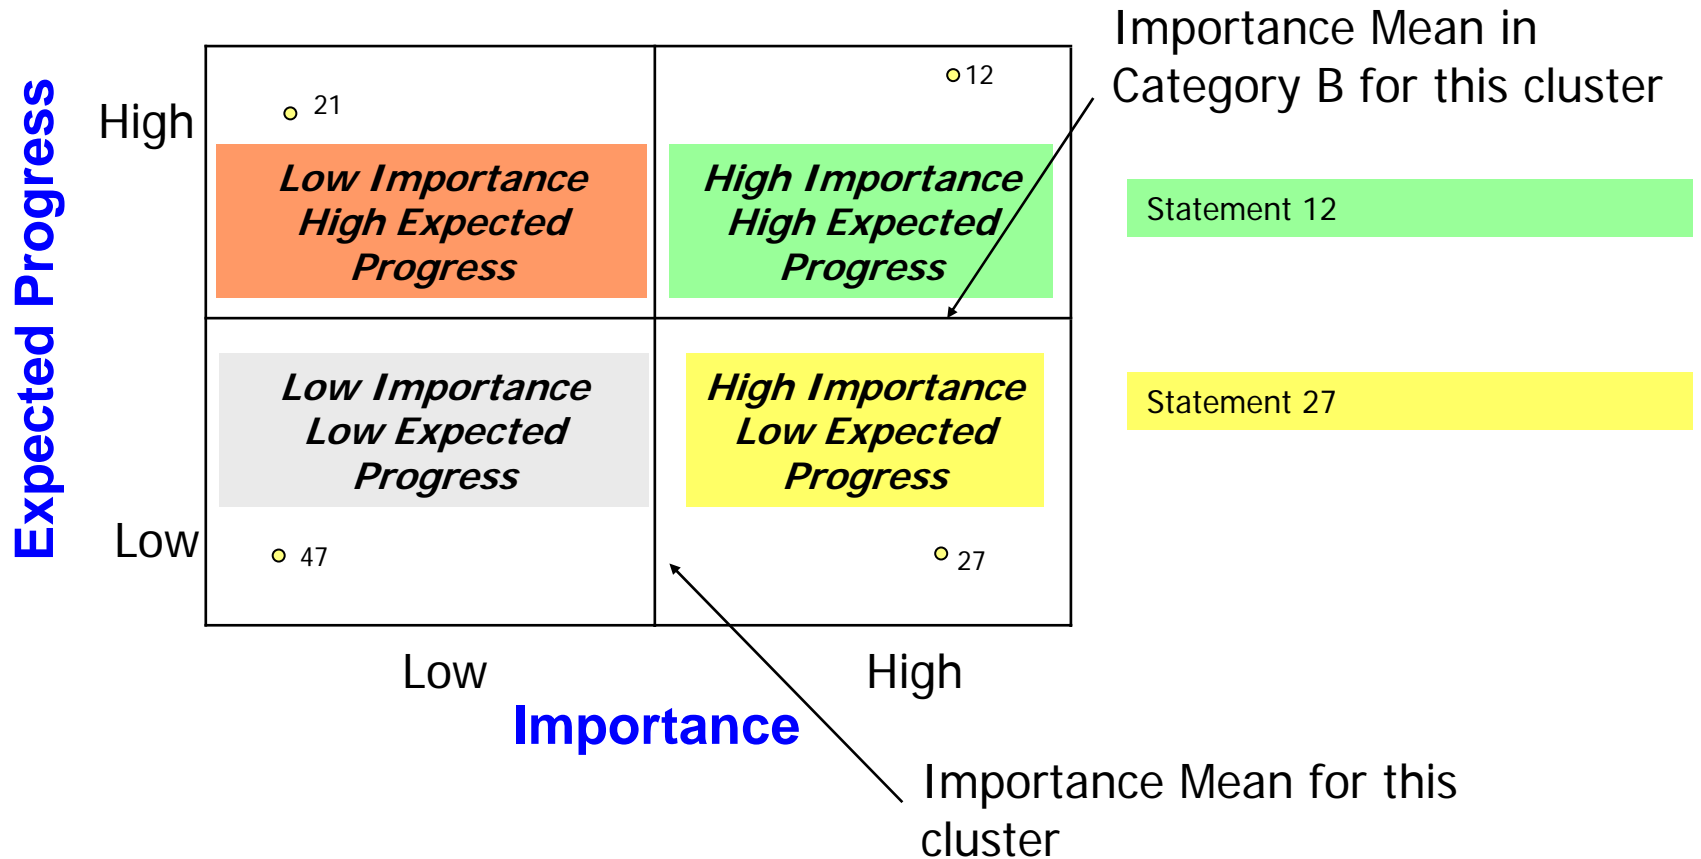 Importance Mean in
Category B for this cluster
Expected Progress
High
21
12
Low Importance
High Expected
Progress
High Importance
High Expected
Progress
Statement 12
Low Importance
Low Expected
Progress
High Importance
Low Expected
Progress
Statement 27
Low
47
27
Low
High
Importance
Importance Mean for this
cluster